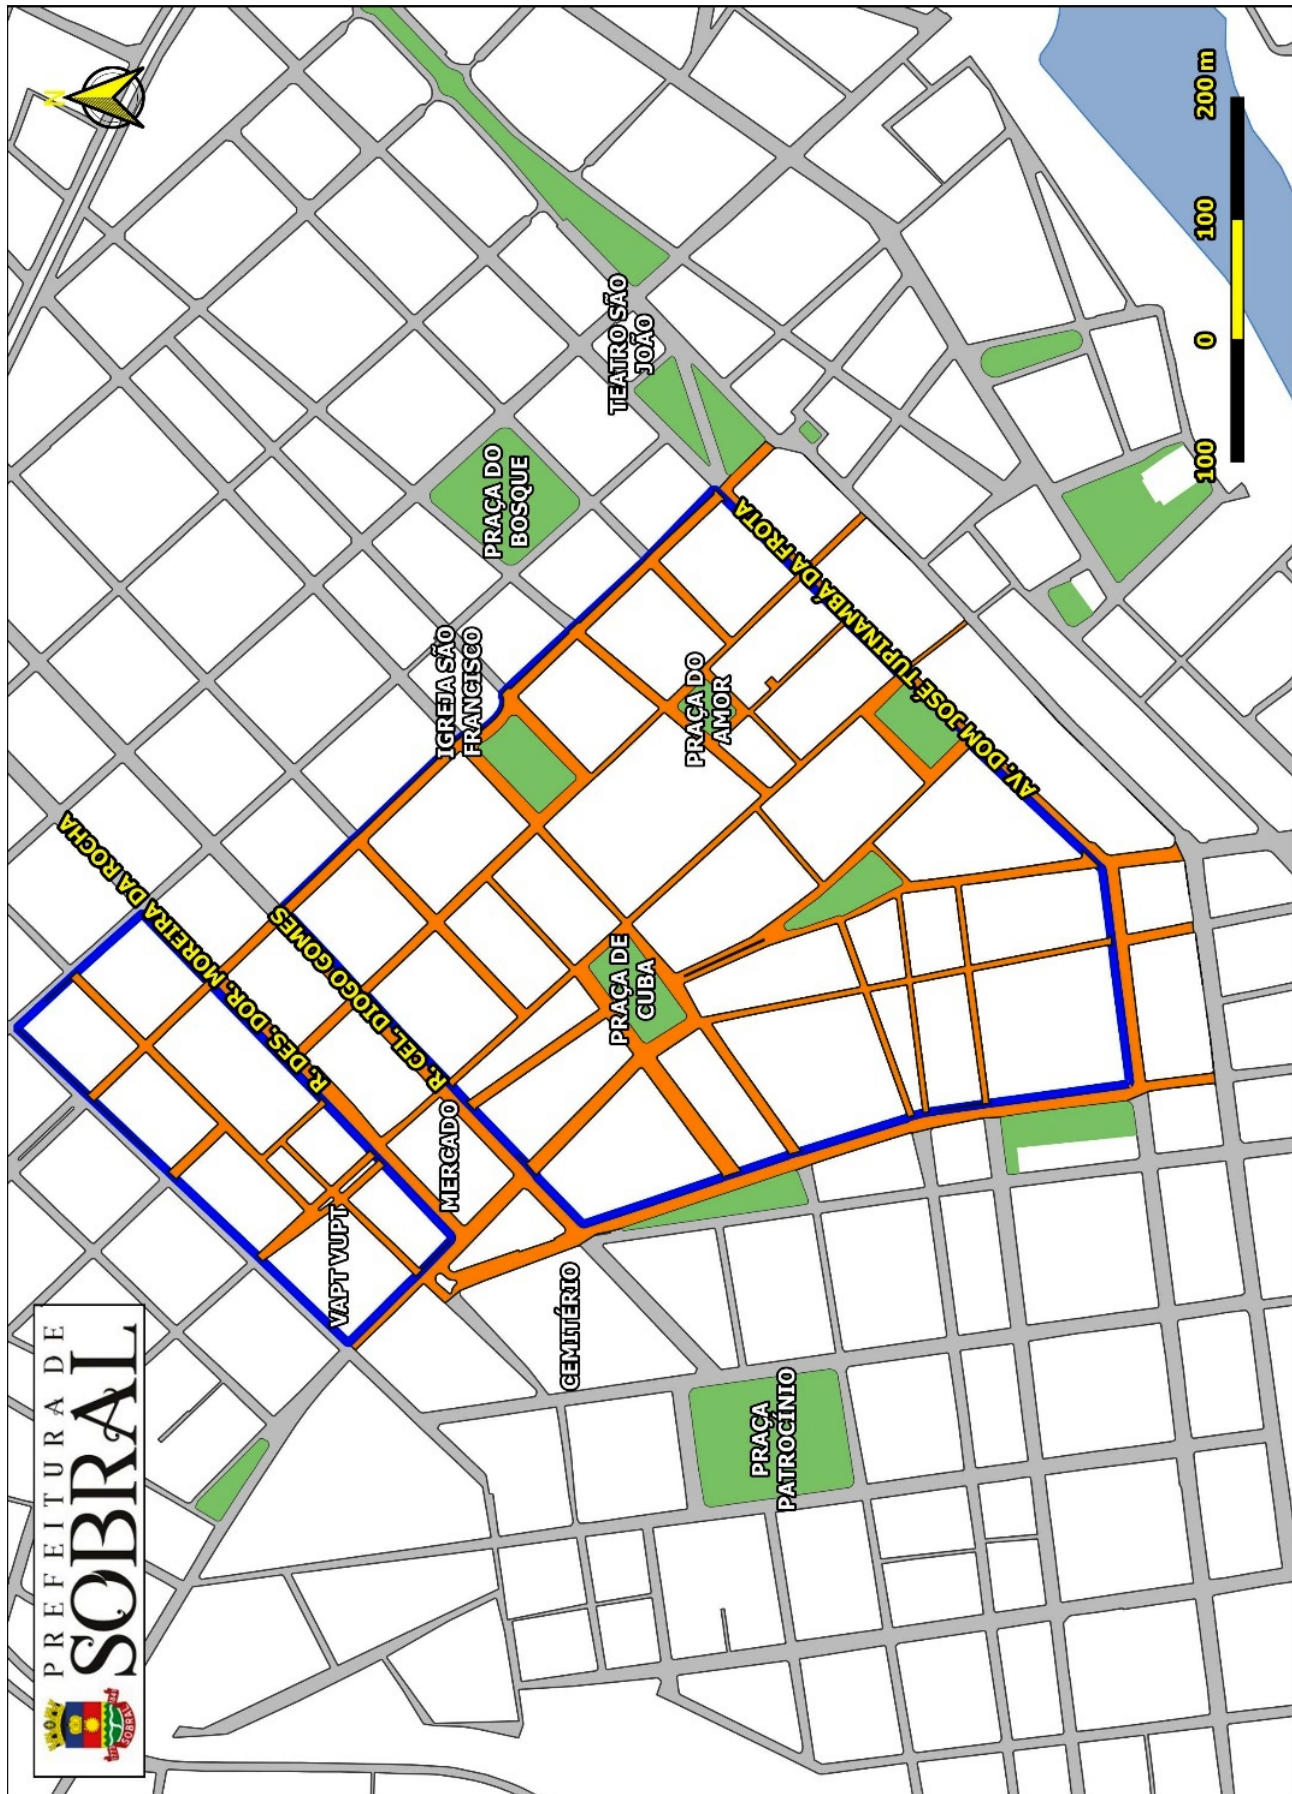 PREFEITURA DE
SOBRAL
SOBRAL
N
R. DES. DOR. MOREIRA DA ROCHA
R. CEL. DIOGO GOMES
AV. DOM JOSÉ TUPINAMBÁ DA FROTA
VAPT VUPT
MERCADO
CEMITÉRIO
IGREJA SÃO
FRANCISCO
PRAÇA DO
BOSQUE
TEATRO SÃO
JOÃO
PRAÇA DE
CUBA
PRAÇA DO
AMOR
PRAÇA
PATROCÍNIO
100 0 100 200 m